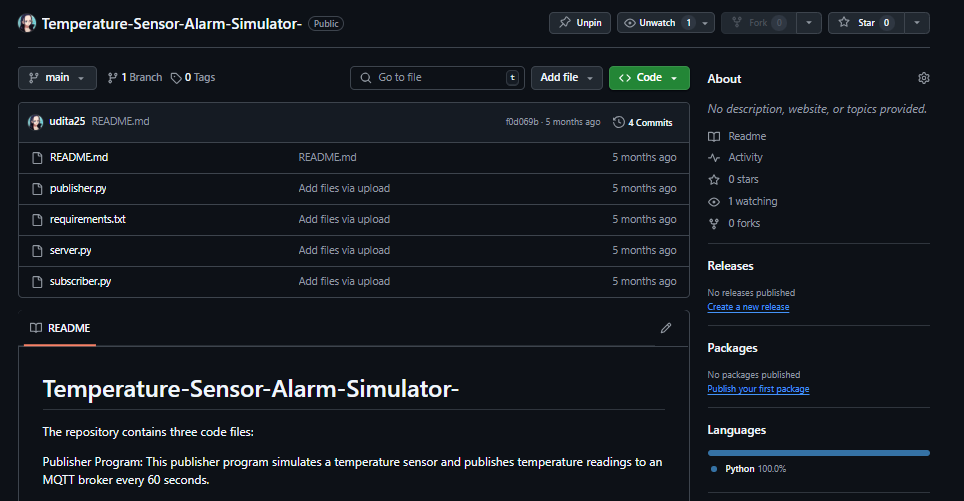 Temperature-Sensor-Alarm-Simulator- Public
Unpin Unwatch 1 Fork 0 Star 0
main 1 Branch 0 Tags Go to file t Add file Code
udita25 README.md f0d069b · 5 months ago 4 Commits
README.md README.md 5 months ago
publisher.py Add files via upload 5 months ago
requirements.txt Add files via upload 5 months ago
server.py Add files via upload 5 months ago
subscriber.py Add files via upload 5 months ago
README
Temperature-Sensor-Alarm-Simulator-
The repository contains three code files:
Publisher Program: This publisher program simulates a temperature sensor and publishes temperature readings to an
MQTT broker every 60 seconds.
About
No description, website, or topics provided.
Readme
Activity
0 stars
1 watching
0 forks
Releases
No releases published
Create a new release
Packages
No packages published
Publish your first package
Languages
Python 100.0%